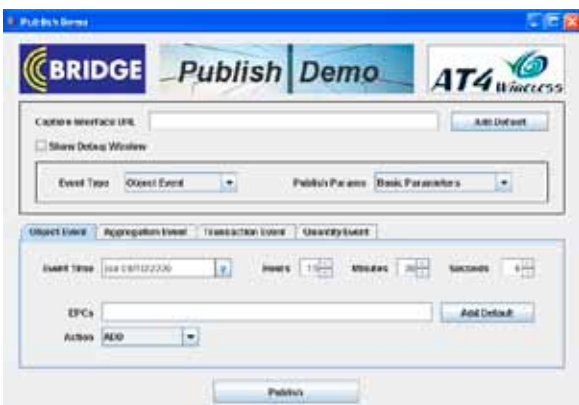 Publish Demo
BRIDGE
Publish Demo
AT4 Wireless
Capture Interface URL
Add Default
Show Debug Window
Event Type Object Event
Publish Params Basic Parameters
Object Event Aggregation Event Transaction Event Quantity Event
Event Time
Hours Minutes Seconds
EPCs
Add Default
Action ADD
Publish